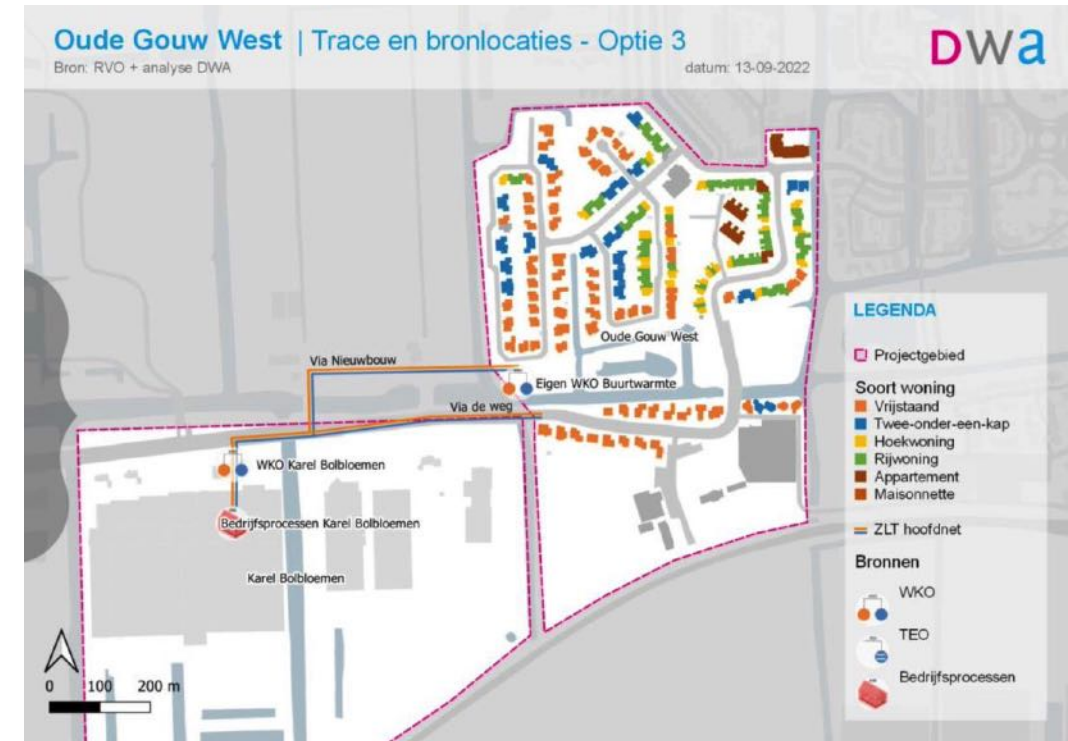 Oude Gouw West | Trace en bronlocaties - Optie 3
Bron: RVO + analyse DWA
datum: 13-09-2022
DWa
Oude Gouw West
Via Nieuwbouw
Eigen WKO Buurtwarmte
Via de weg
WKO Karel Bolbloemen
Bedrijfsprocessen Karel Bolbloemen
Karel Bolbloemen
0 100 200 m
LEGENDA
Projectgebied
Soort woning
Vrijstaand
Twee-onder-een-kap
Hoekwoning
Rijwoning
Appartement
Maisonnette
ZLT hoofdnet
Bronnen
WKO
TEO
Bedrijfsprocessen